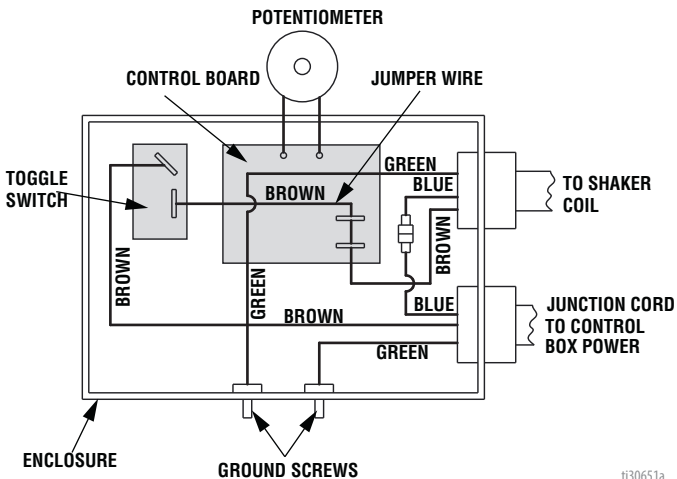 POTENTIOMETER
CONTROL BOARD
JUMPER WIRE
GREEN
BLUE
TOGGLE
SWITCH
BROWN
TO SHAKER
COIL
BROWN
BROWN
GREEN
BLUE
BROWN
GREEN
JUNCTION CORD
TO CONTROL
BOX POWER
ENCLOSURE
GROUND SCREWS
ti30651a